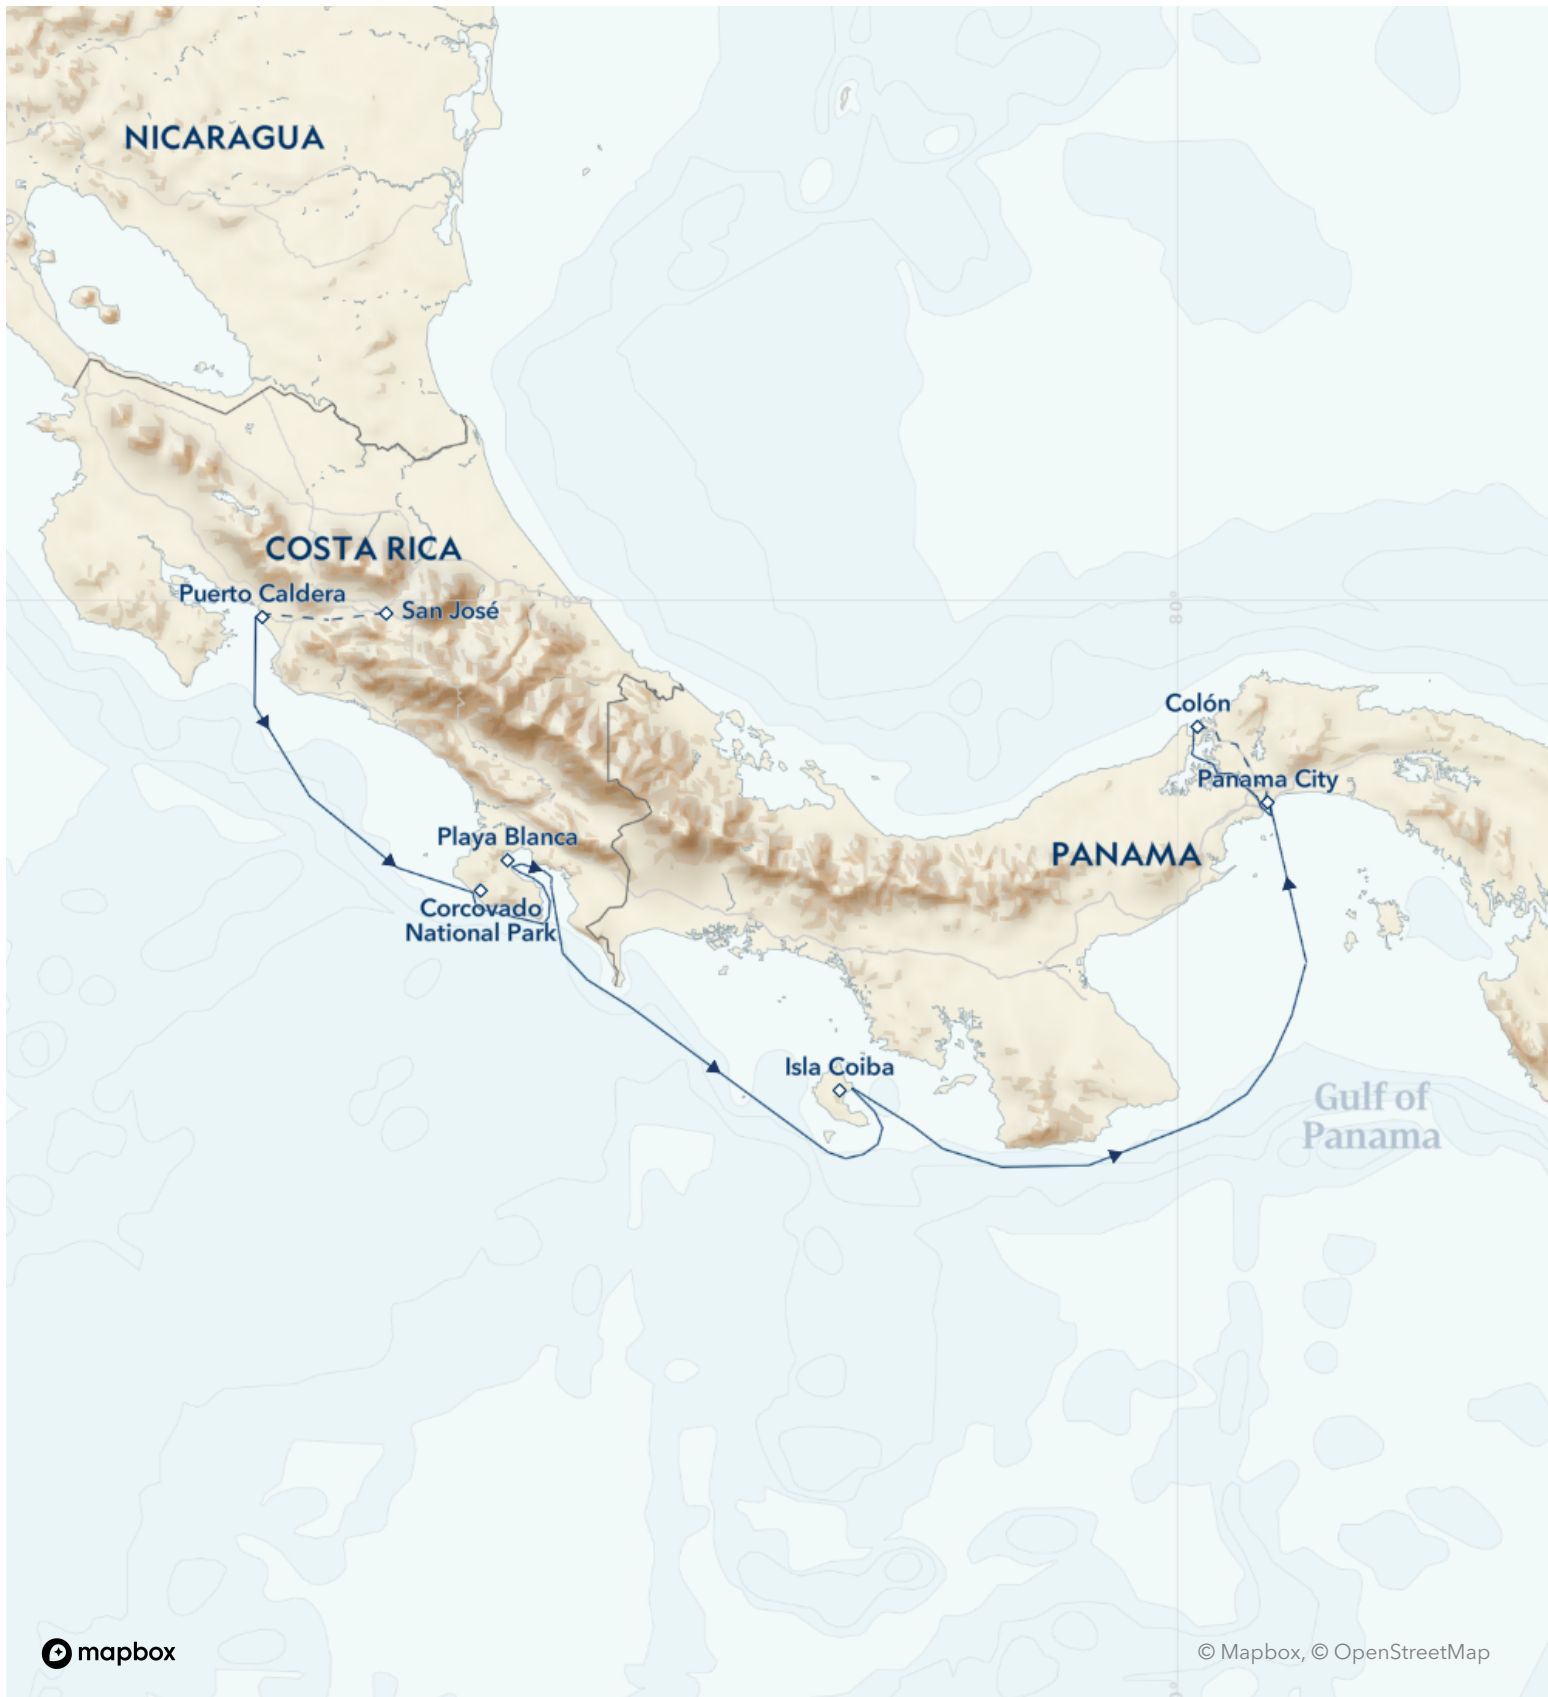 NICARAGUA
COSTA RICA
Puerto Caldera
San José
10°
80°
Colón
Panama City
Playa Blanca
PANAMA
Corcovado
National Park
Isla Coiba
Gulf of
Panama
mapbox
© Mapbox, © OpenStreetMap